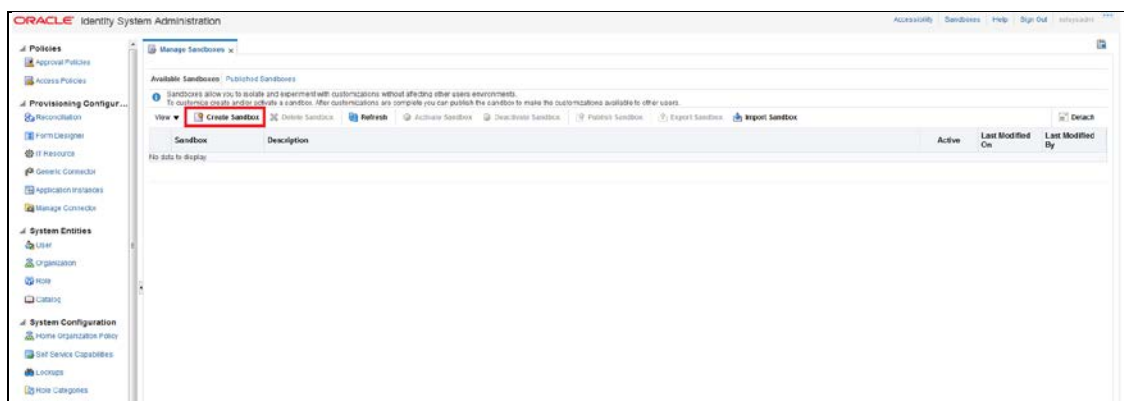 ORACLE Identity System Administration
Accessibility Sandboxes Help Sign Out xelsysadm
Policies
Approval Policies
Access Policies
Provisioning Configur...
Reconciliation
Form Designer
IT Resource
Generic Connector
Application Instances
Manage Connector
System Entities
User
Organization
Role
Catalog
System Configuration
Home Organization Policy
Self Service Capabilities
Lookups
Role Categories
Manage Sandboxes x
Available Sandboxes Published Sandboxes
Sandboxes allow you to isolate and experiment with customizations without affecting other users environments.
To customize create and/or activate a sandbox. After customizations are complete you can publish the sandbox to make the customizations available to other users.
View Create Sandbox Delete Sandbox Refresh Activate Sandbox Deactivate Sandbox Publish Sandbox Export Sandbox Import Sandbox Detach
Sandbox Description Active Last Modified On Last Modified By
No data to display